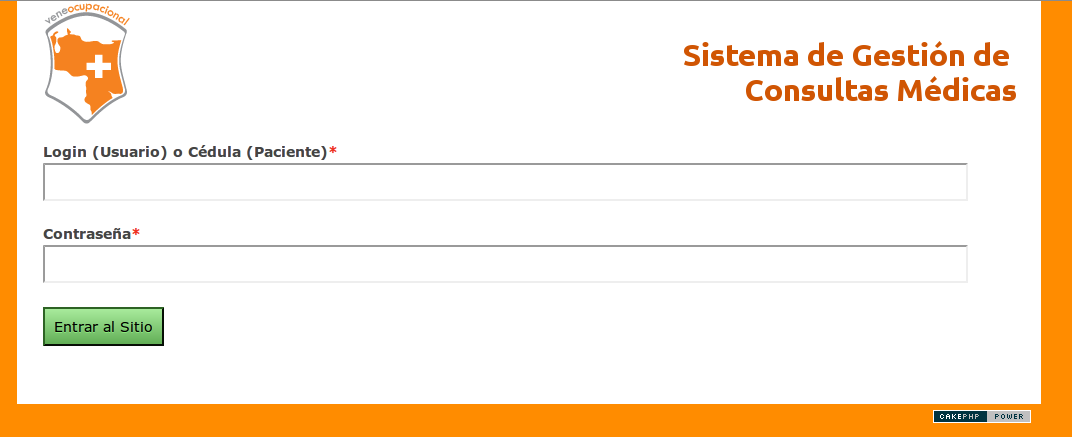 veneocupacional
Sistema de Gestión de
Consultas Médicas
Login (Usuario) o Cédula (Paciente)*
Contraseña*
Entrar al Sitio
CAKEPHP POWER